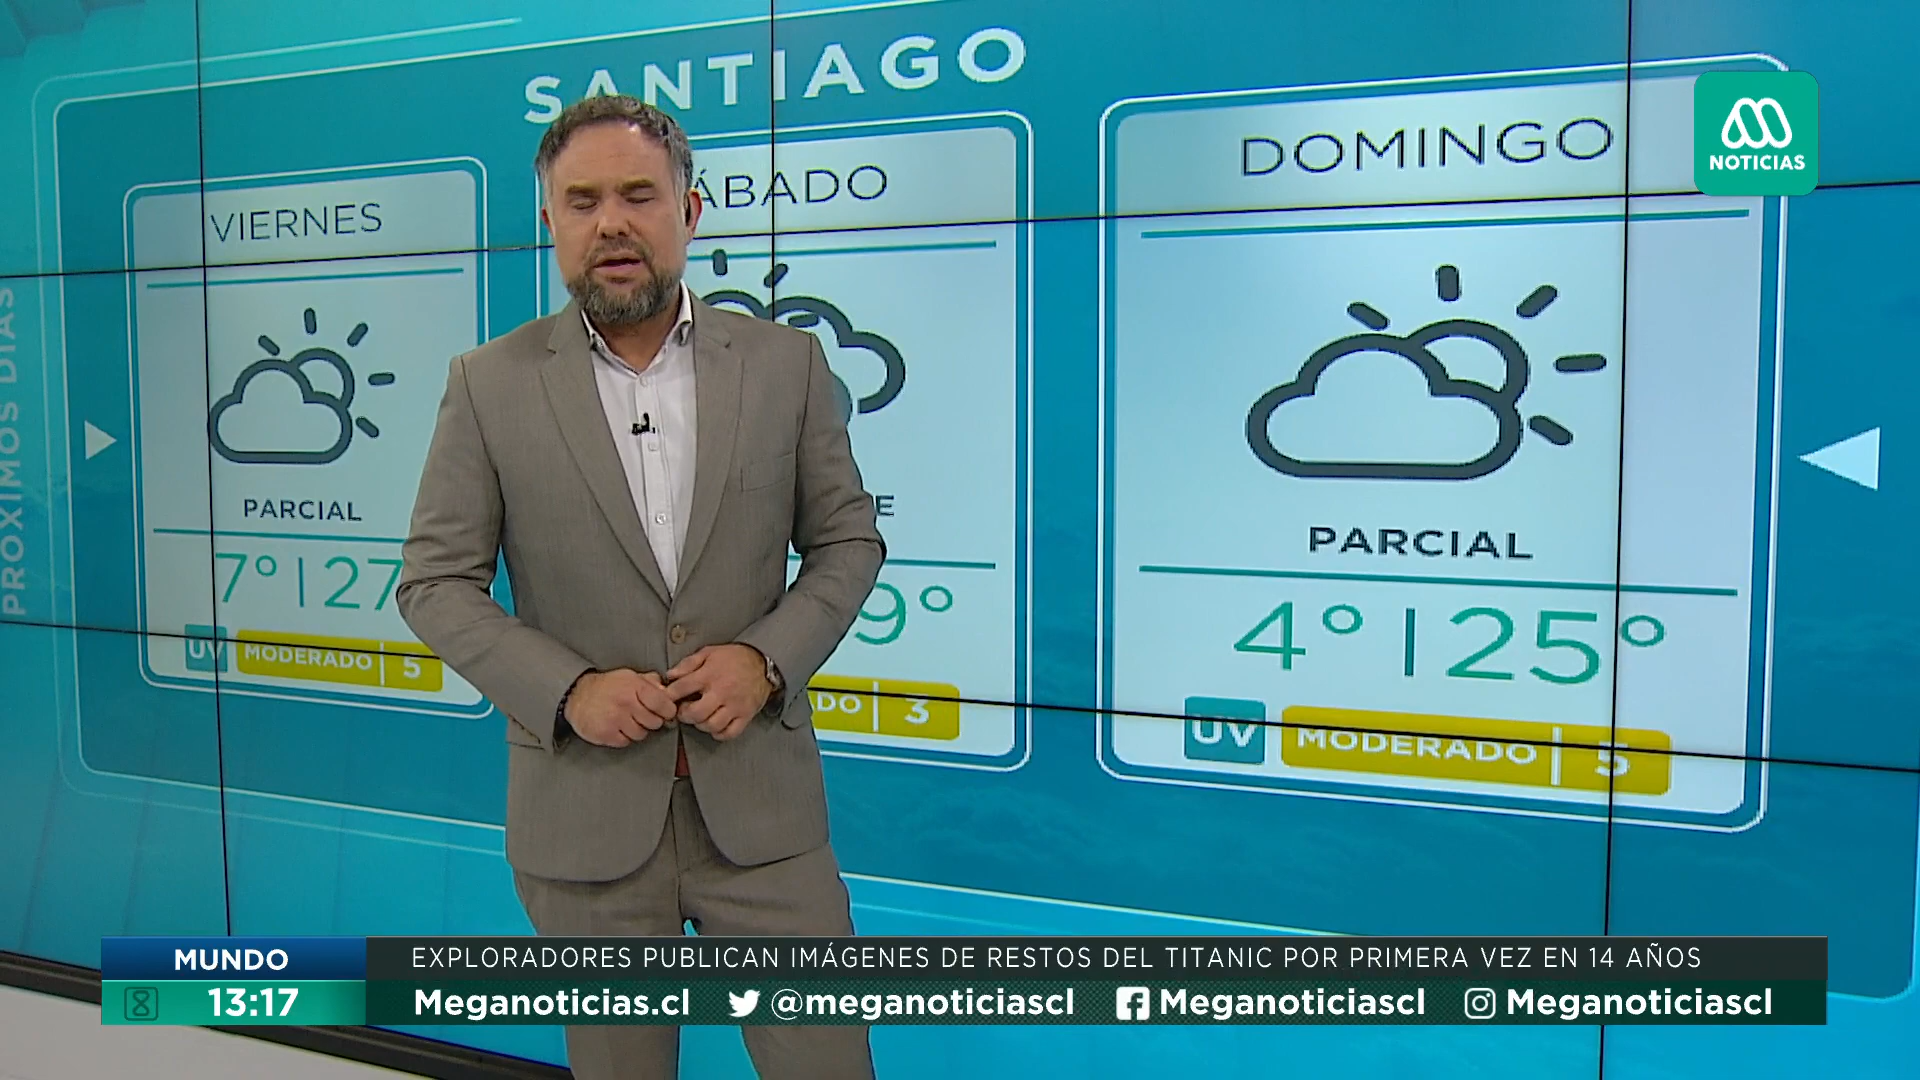 SANTIAGO
NOTICIAS
PROXIMOS DÍAS
VIERNES
PARCIAL
7° | 27
UV MODERADO | 5
ÁBADO
E
9°
ADO | 3
DOMINGO
PARCIAL
4° | 25°
UV MODERADO | 5
MUNDO
EXPLORADORES PUBLICAN IMÁGENES DE RESTOS DEL TITANIC POR PRIMERA VEZ EN 14 AÑOS
13:17
Meganoticias.cl @meganoticiascl Meganoticiascl Meganoticiascl